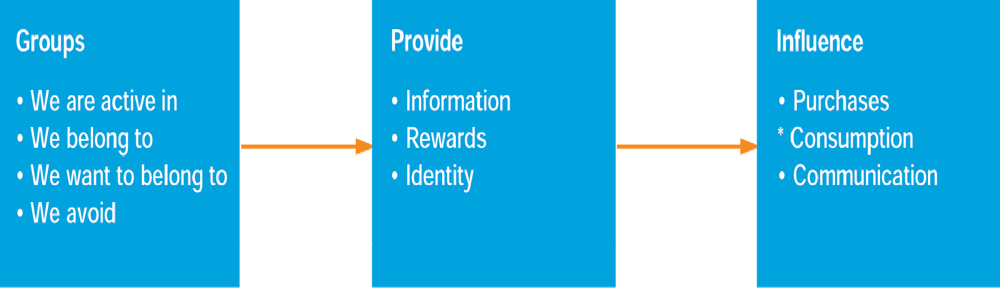 Groups
• We are active in
• We belong to
• We want to belong to
• We avoid
Provide
• Information
• Rewards
• Identity
Influence
• Purchases
* Consumption
• Communication